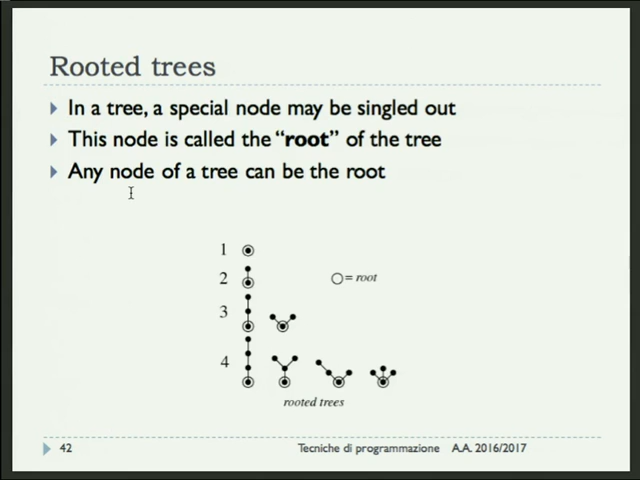 Rooted trees
In a tree, a special node may be singled out
This node is called the “root” of the tree
Any node of a tree can be the root
1
2
= root
3
4
rooted trees
42
Tecniche di programmazione A.A. 2016/2017